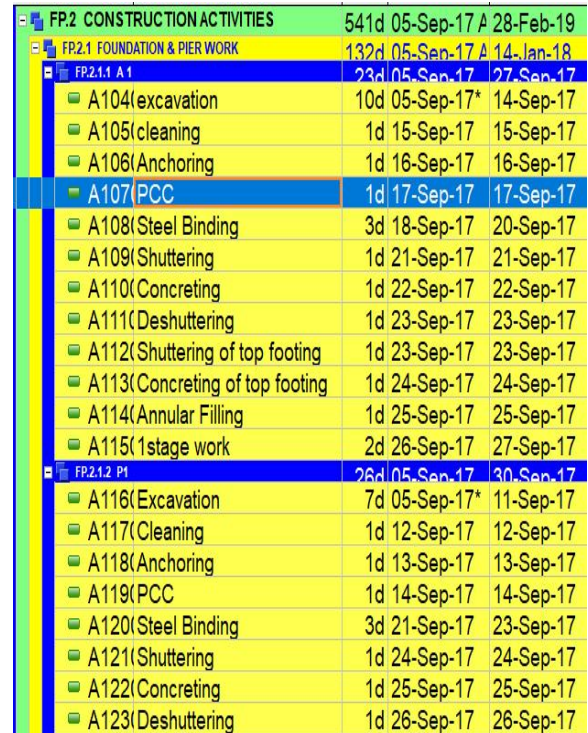 FP.2 CONSTRUCTION ACTIVITIES 541d 05-Sep-17 A 28-Feb-19
FP.2.1 FOUNDATION & PIER WORK 132d 05-Sep-17 A 14-Jan-18
FP.2.1.1 A 1 23d 05-Sep-17 27-Sep-17
A104( excavation 10d 05-Sep-17* 14-Sep-17
A105( cleaning 1d 15-Sep-17 15-Sep-17
A106( Anchoring 1d 16-Sep-17 16-Sep-17
A107( PCC 1d 17-Sep-17 17-Sep-17
A108( Steel Binding 3d 18-Sep-17 20-Sep-17
A109( Shuttering 1d 21-Sep-17 21-Sep-17
A110( Concreting 1d 22-Sep-17 22-Sep-17
A111( Deshuttering 1d 23-Sep-17 23-Sep-17
A112( Shuttering of top footing 1d 23-Sep-17 23-Sep-17
A113( Concreting of top footing 1d 24-Sep-17 24-Sep-17
A114( Annular Filling 1d 25-Sep-17 25-Sep-17
A115( 1stage work 2d 26-Sep-17 27-Sep-17
FP.2.1.2 P1 26d 05-Sep-17 30-Sep-17
A116( Excavation 7d 05-Sep-17* 11-Sep-17
A117( Cleaning 1d 12-Sep-17 12-Sep-17
A118( Anchoring 1d 13-Sep-17 13-Sep-17
A119( PCC 1d 14-Sep-17 14-Sep-17
A120( Steel Binding 3d 21-Sep-17 23-Sep-17
A121( Shuttering 1d 24-Sep-17 24-Sep-17
A122( Concreting 1d 25-Sep-17 25-Sep-17
A123( Deshuttering 1d 26-Sep-17 26-Sep-17